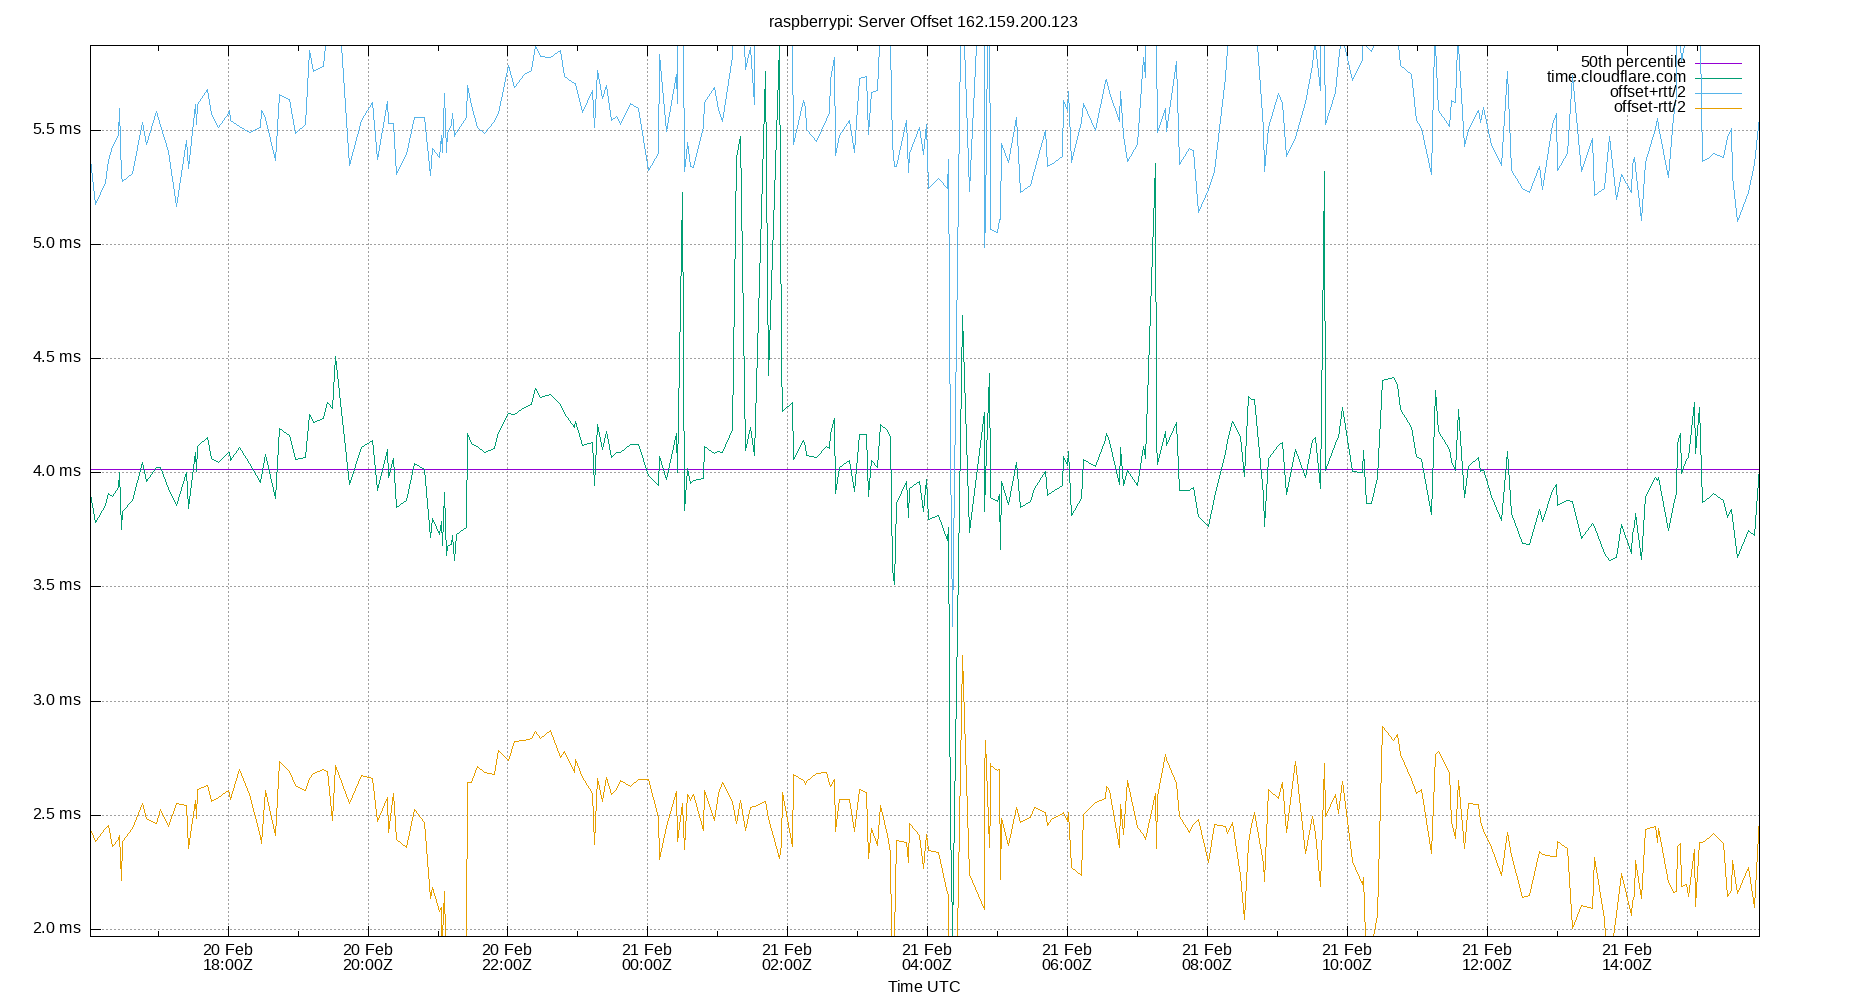 raspberrypi: Server Offset 162.159.200.123
50th percentile
time.cloudflare.com
offset+rtt/2
offset-rtt/2
5.5 ms
5.0 ms
4.5 ms
4.0 ms
3.5 ms
3.0 ms
2.5 ms
2.0 ms
20 Feb 20 Feb 20 Feb 21 Feb 21 Feb 21 Feb 21 Feb 21 Feb 21 Feb 21 Feb 21 Feb
18:00Z 20:00Z 22:00Z 00:00Z 02:00Z 04:00Z 06:00Z 08:00Z 10:00Z 12:00Z 14:00Z
Time UTC